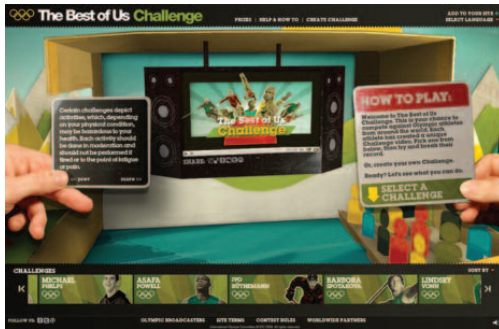 The Best of Us Challenge
PRIZES | HELP & HOW TO | CREATE CHALLENGE
ADD TO YOUR SITE
SELECT LANGUAGE
Certain challenges depict
activities, which, depending
on your physical condition,
may be hazardous to your
health. Each activity should
be done in moderation and
should not be performed if
tired or to the point of fatigue
or pain.
The Best of Us
Challenge
SHARE
HOW TO PLAY:
Welcome to The Best of Us
Challenge. This is your chance to
compete against Olympic athletes
from around the world. Each
athlete has created a unique
Challenge video. Pick one from
below, then try and break their
record.
Or, create your own Challenge.
Ready? Let's see what you can do.
SELECT A
CHALLENGE
CHALLENGES
SORT BY
MICHAEL
PHELPS
ASAFA
POWELL
IVO
RÜTHEMANN
BARBORA
SPOTAKOVA
LINDSEY
VONN
FOLLOW US:
OLYMPIC BROADCASTERS
SITE TERMS
CONTEST RULES
WORLDWIDE PARTNERS